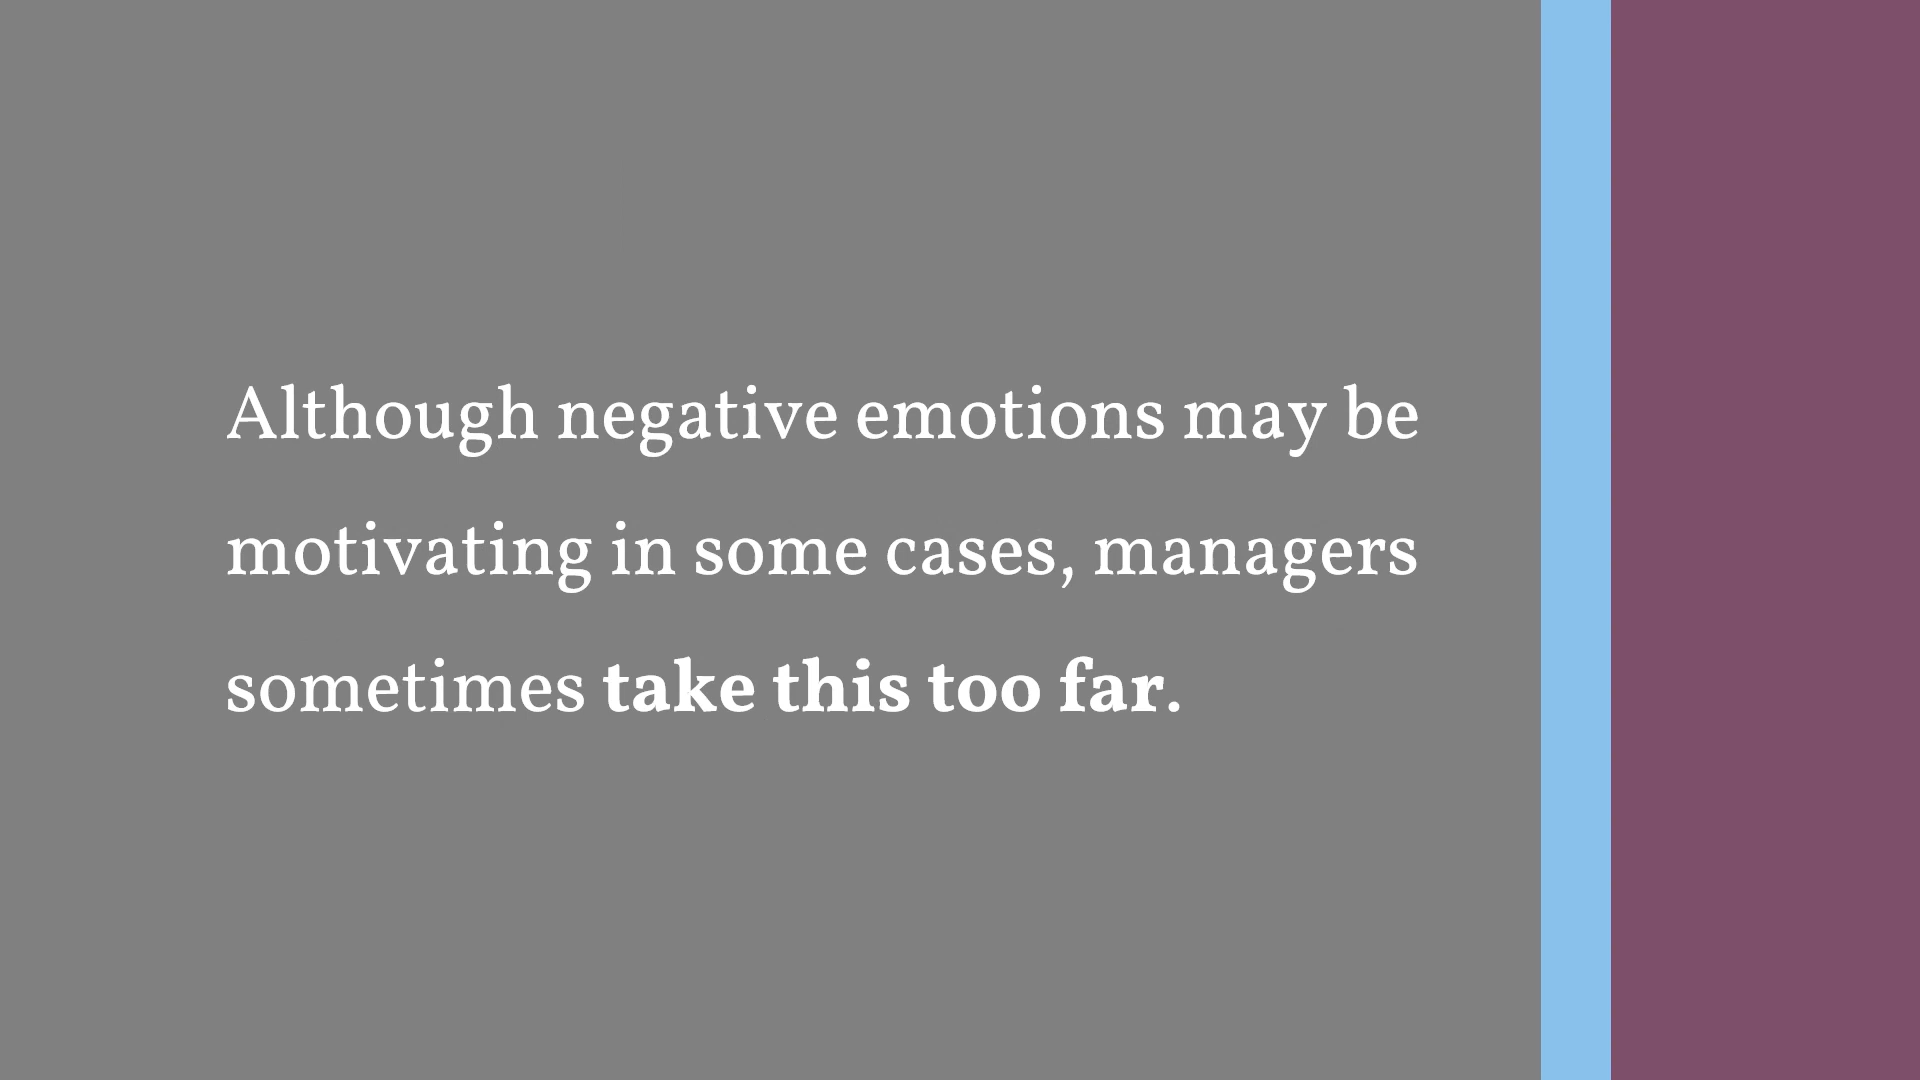 Although negative emotions may be
motivating in some cases, managers
sometimes take this too far.